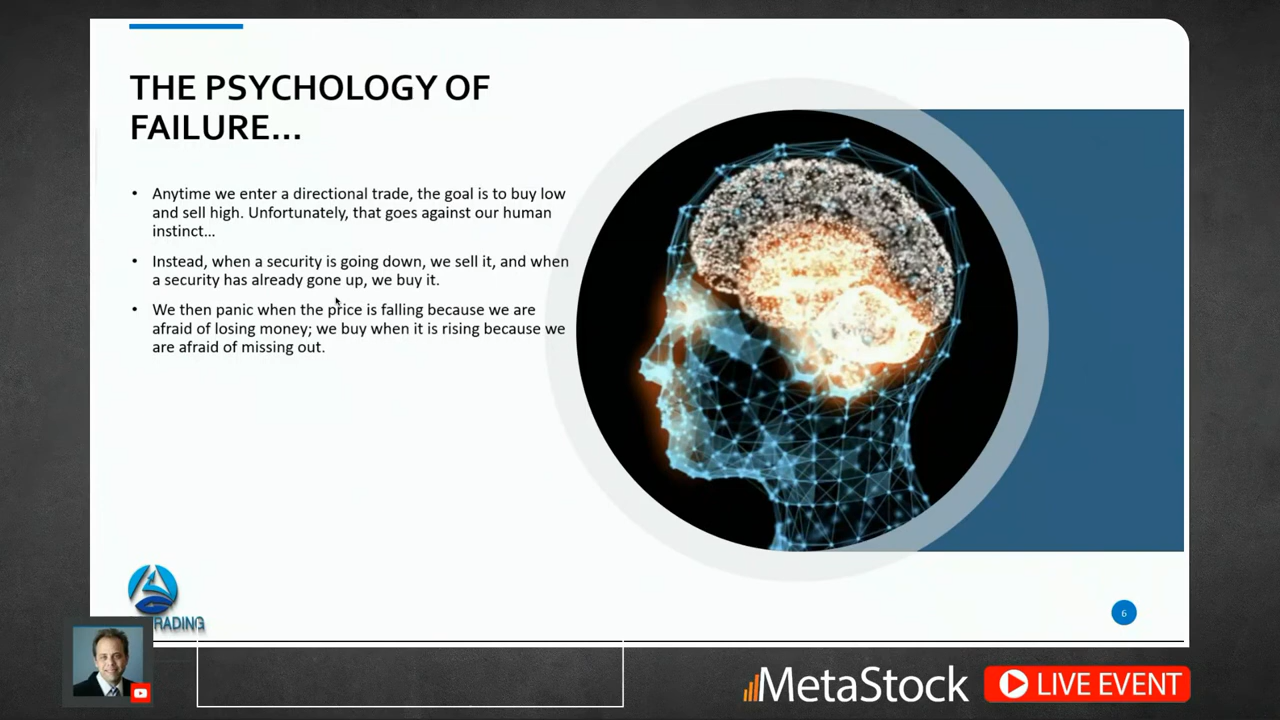 THE PSYCHOLOGY OF
FAILURE...
• Anytime we enter a directional trade, the goal is to buy low
and sell high. Unfortunately, that goes against our human
instinct...
• Instead, when a security is going down, we sell it, and when
a security has already gone up, we buy it.
• We then panic when the price is falling because we are
afraid of losing money; we buy when it is rising because we
are afraid of missing out.
RADING
6
MetaStock
LIVE EVENT